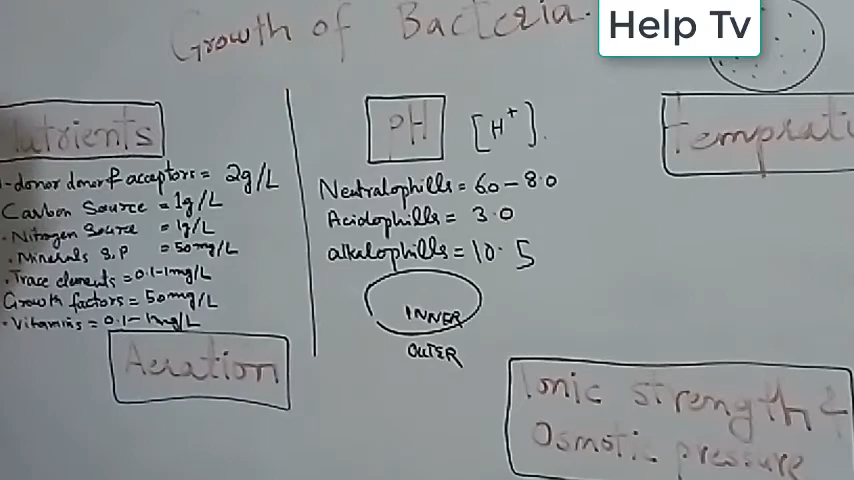 Growth of Bacteria.
Help Tv
Nutrients
-donor donor & acceptors = 2g/L
Carbon Source = 1g/L
• Nitrogen Source = 1g/L
• Minerals S,P = 50mg/L
• Trace elements = 0.1-1mg/L
Growth factors = 50mg/L
• Vitamins = 0.1-1mg/L
Aeration
PH [H+].
Neutralophills = 6.0-8.0
Acidophills = 3.0
alkalophills = 10.5
INNER
OUTER
temprati
Ionic strength &
Osmotic pressure